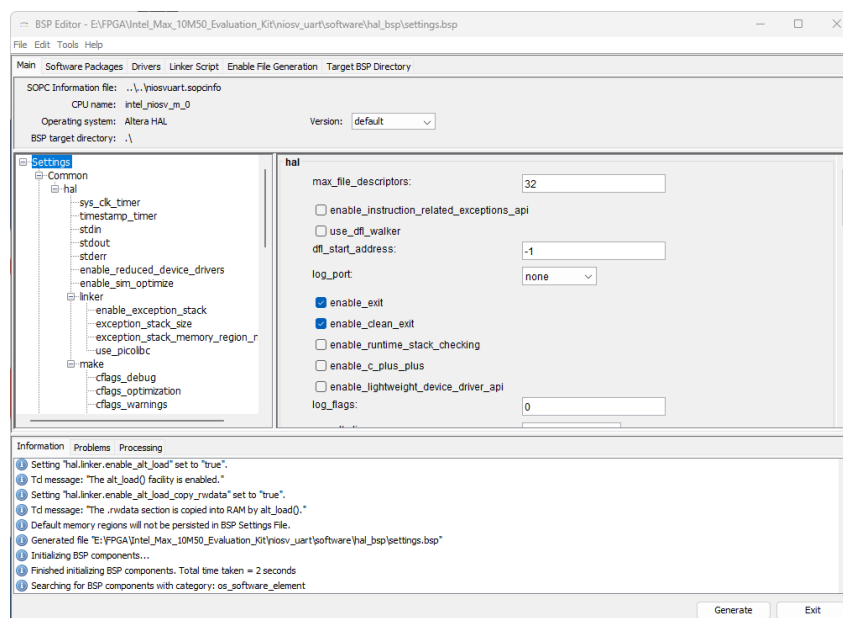 BSP Editor - E:\FPGA\Intel_Max_10M50_Evaluation_Kit\niosv_uart\software\hal_bsp\settings.bsp
File Edit Tools Help
Main Software Packages Drivers Linker Script Enable File Generation Target BSP Directory
SOPC Information file: ..\..\niosvuart.sopcinfo
CPU name: intel_niosv_m_0
Operating system: Altera HAL Version: default
BSP target directory: .\
Settings
Common
hal
sys_clk_timer
timestamp_timer
stdin
stdout
stderr
enable_reduced_device_drivers
enable_sim_optimize
linker
enable_exception_stack
exception_stack_size
exception_stack_memory_region_n
use_picolibc
make
cflags_debug
cflags_optimization
cflags_warnings
hal
max_file_descriptors: 32
enable_instruction_related_exceptions_api
use_dfl_walker
dfl_start_address: -1
log_port: none
enable_exit
enable_clean_exit
enable_runtime_stack_checking
enable_c_plus_plus
enable_lightweight_device_driver_api
log_flags: 0
Information Problems Processing
Setting "hal.linker.enable_alt_load" set to "true".
Tcl message: "The alt_load() facility is enabled."
Setting "hal.linker.enable_alt_load_copy_rwdata" set to "true".
Tcl message: "The .rwdata section is copied into RAM by alt_load()."
Default memory regions will not be persisted in BSP Settings File.
Generated file "E:\FPGA\Intel_Max_10M50_Evaluation_Kit\niosv_uart\software\hal_bsp\settings.bsp"
Initializing BSP components...
Finished initializing BSP components. Total time taken = 2 seconds
Searching for BSP components with category: os_software_element
Generate Exit